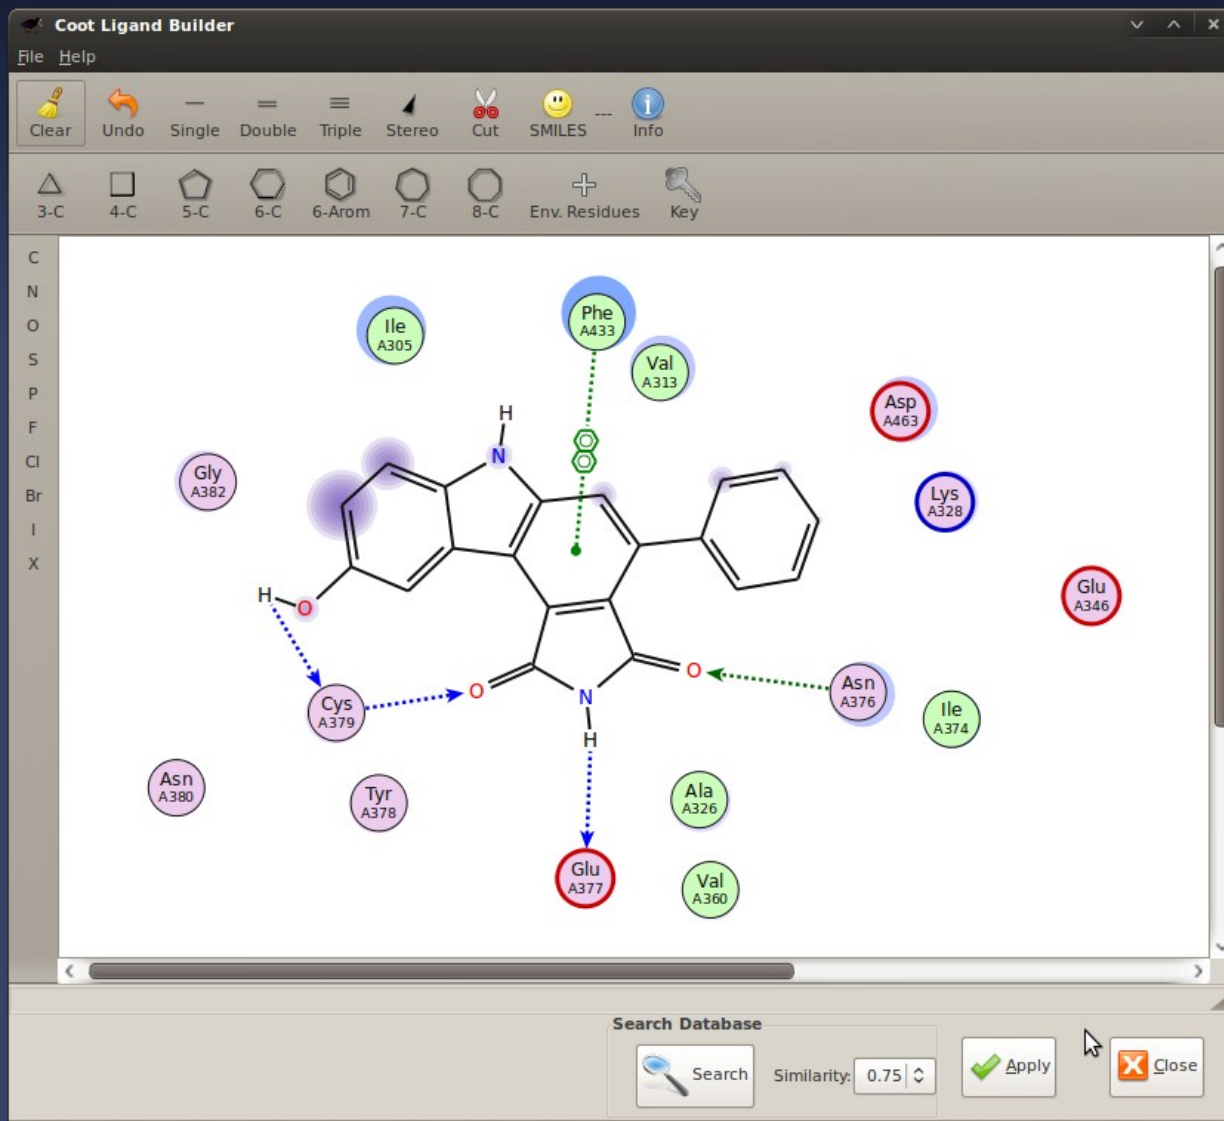 Coot Ligand Builder
File Help
Clear Undo Single Double Triple Stereo Cut SMILES --- Info
3-C 4-C 5-C 6-C 6-Arom 7-C 8-C Env. Residues Key
C
N
O
S
P
F
Cl
Br
I
X
Phe
A433
Ile
A305
Val
A313
Asp
A463
H
N
Gly
A382
Lys
A328
H
O
Glu
A346
O
N
O
Asn
A376
Cys
A379
Ile
A374
H
Asn
A380
Tyr
A378
Ala
A326
Glu
A377
Val
A360
Search Database
Search Similarity: 0.75 Apply Close